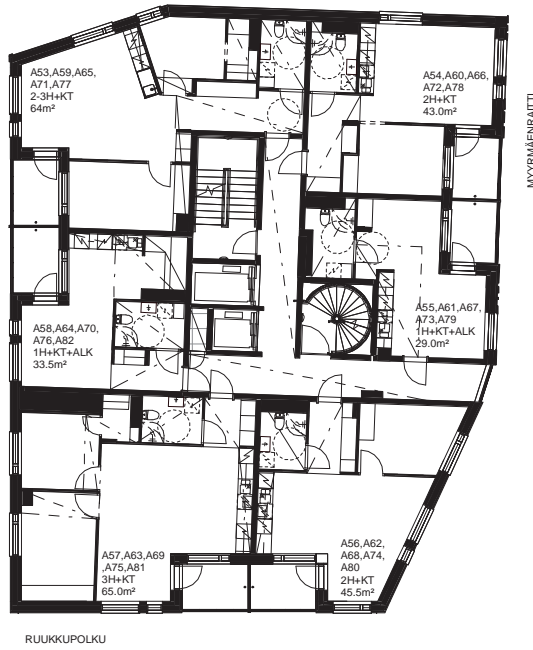 A53,A59,A65,
A71,A77
2-3H+KT
64m²
A54,A60,A66,
A72,A78
2H+KT
43.0m²
MYYRMÄENRAITTI
A55,A61,A67,
A73,A79
1H+KT+ALK
29.0m²
A58,A64,A70,
A76,A82
1H+KT+ALK
33.5m²
A57,A63,A69
,A75,A81
3H+KT
65.0m²
A56,A62,
A68,A74,
A80
2H+KT
45.5m²
RUUKKUPOLKU